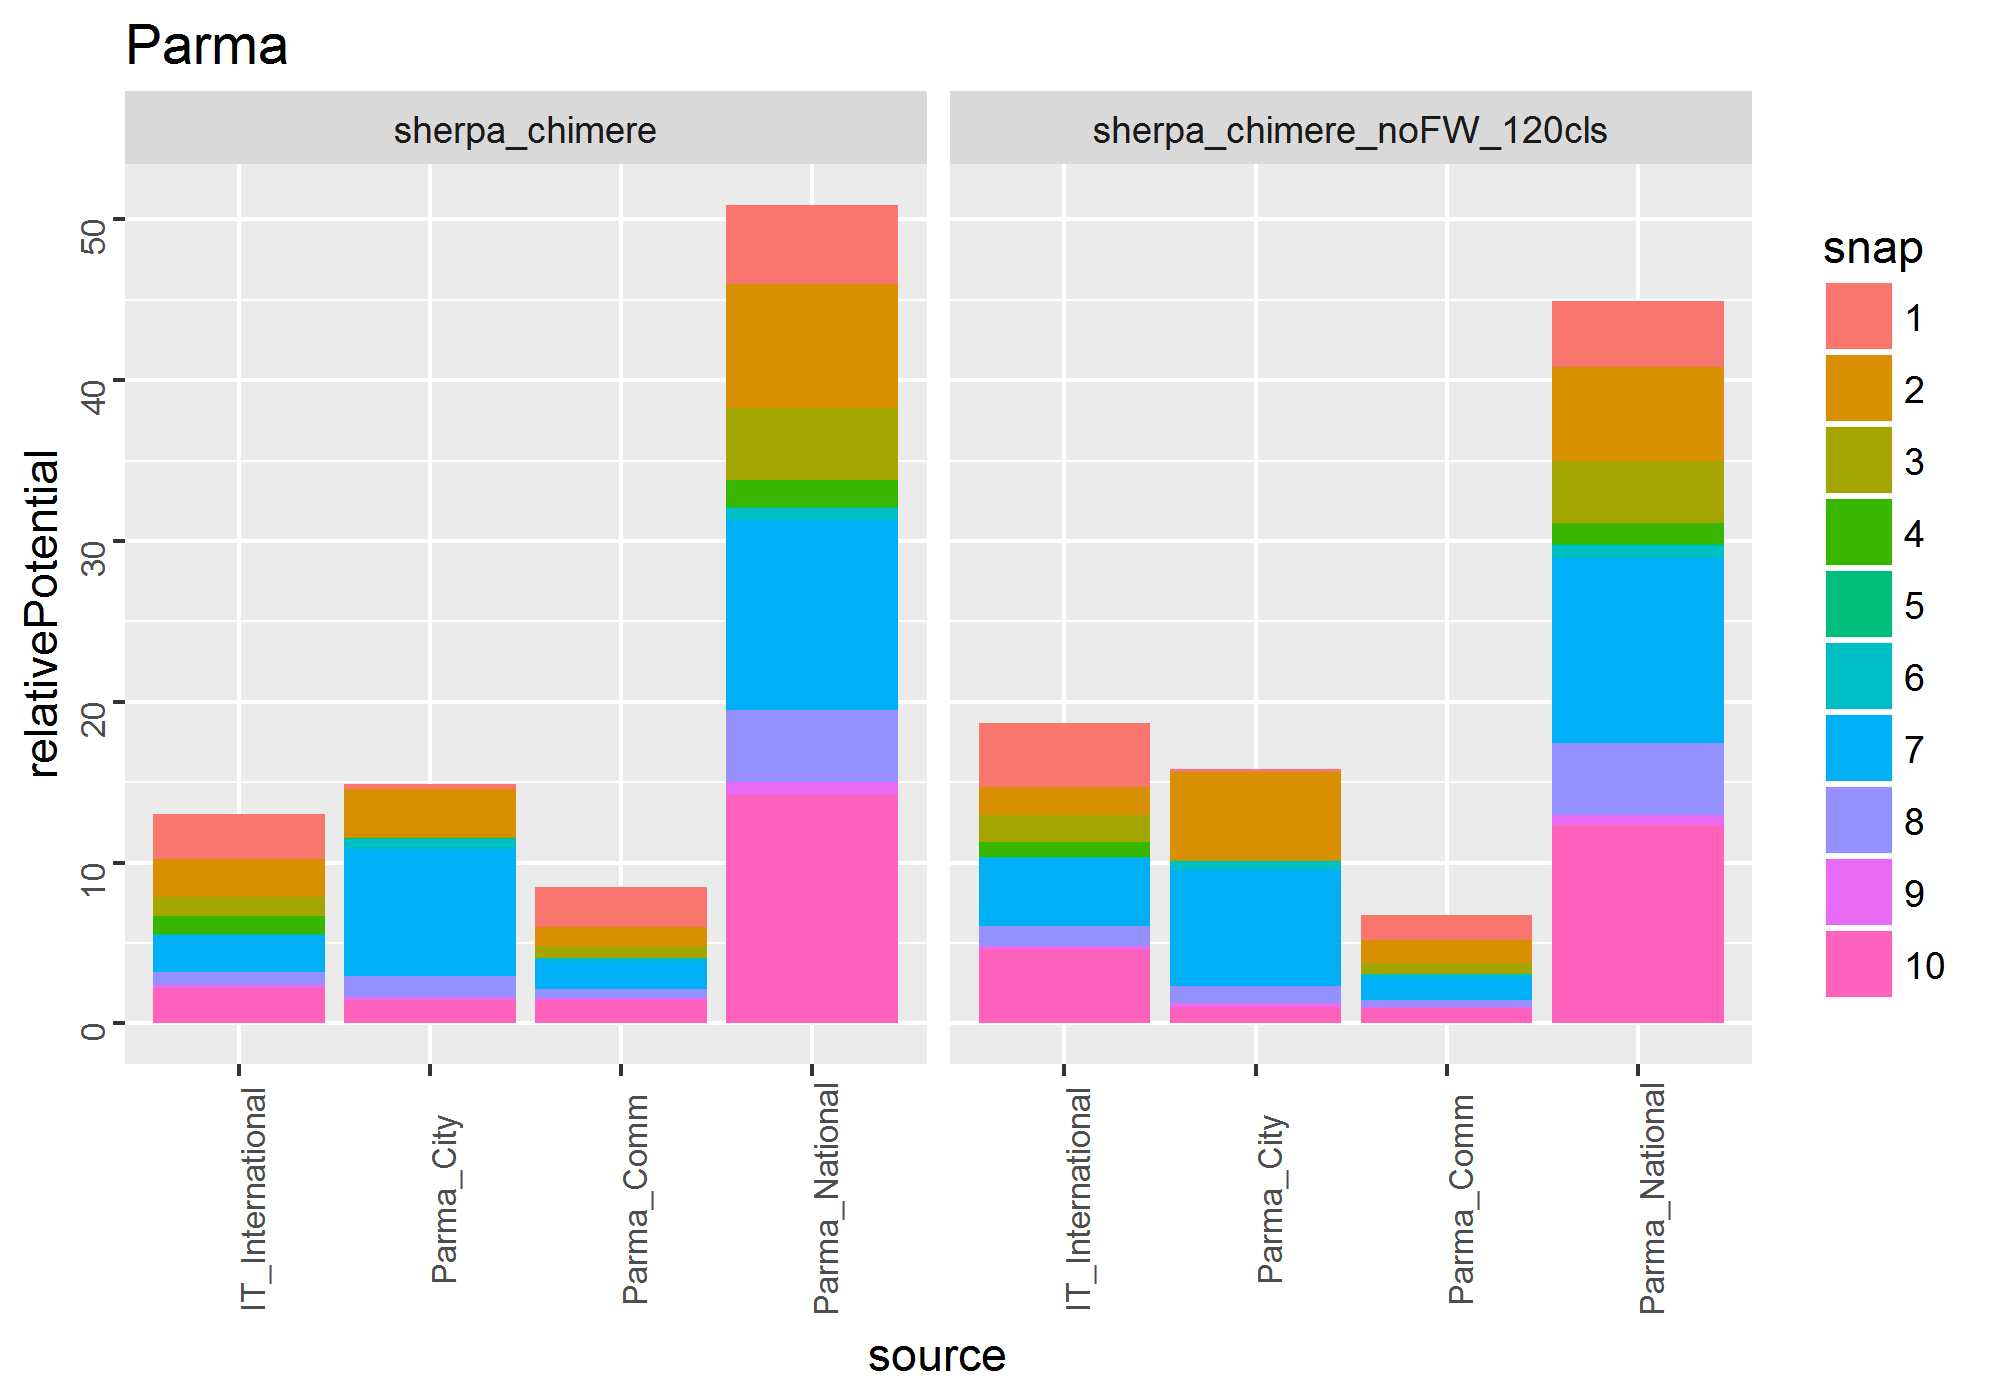 Parma
sherpa_chimere
sherpa_chimere_noFW_120cls
relativePotential
50
40
30
20
10
0
IT_International
Parma_City
Parma_Comm
Parma_National
IT_International
Parma_City
Parma_Comm
Parma_National
source
snap
1
2
3
4
5
6
7
8
9
10